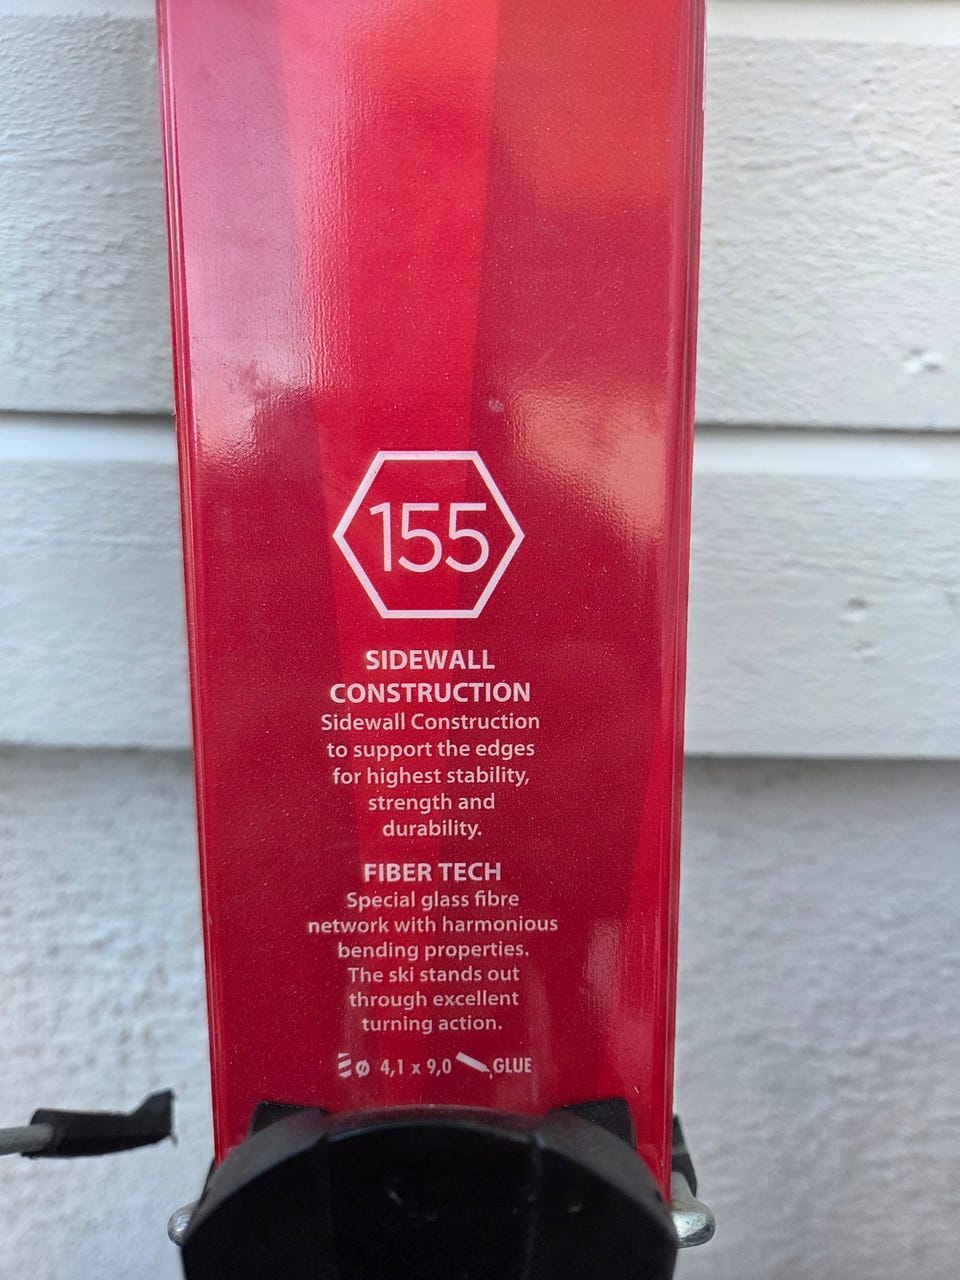 155
SIDEWALL
CONSTRUCTION
Sidewall Construction
to support the edges
for highest stability,
strength and
durability.
FIBER TECH
Special glass fibre
network with harmonious
bending properties.
The ski stands out
through excellent
turning action.
Ø 4,1 x 9,0 GLUE